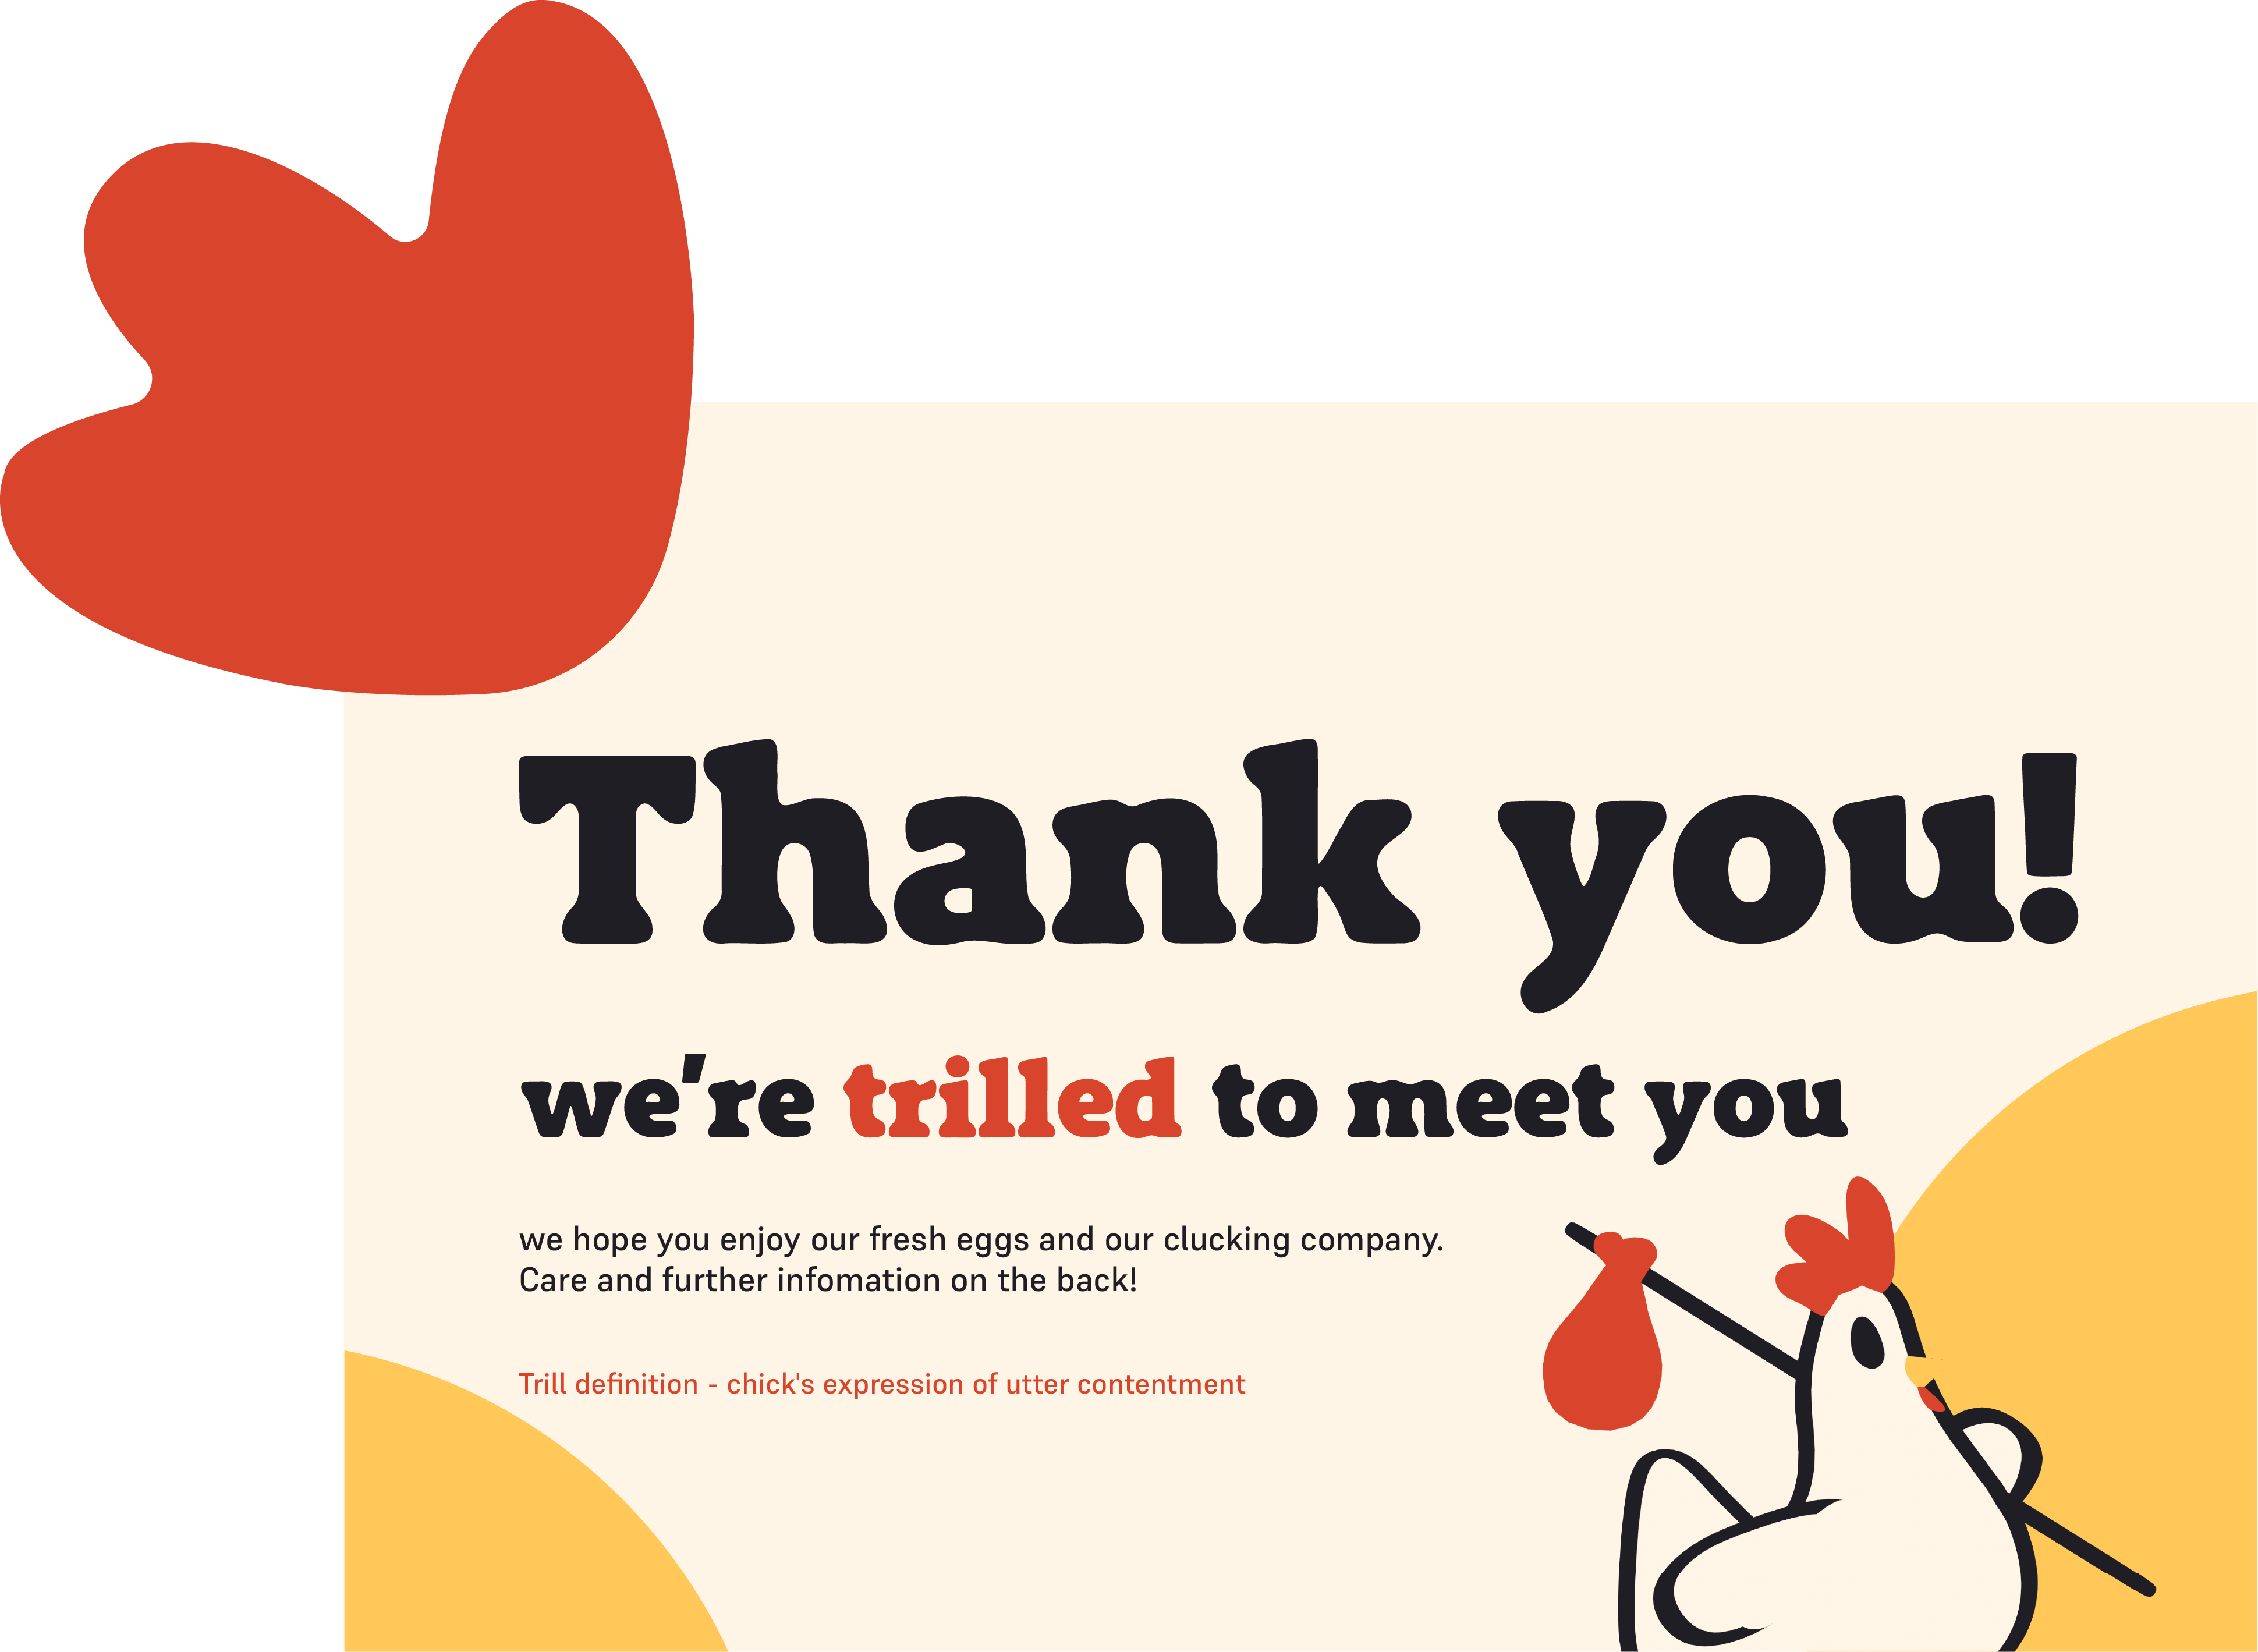 Thank you!
we're trilled to meet you
we hope you enjoy our fresh eggs and our clucking company.
Care and further infomation on the back!
Trill definition - chick's expression of utter contentment